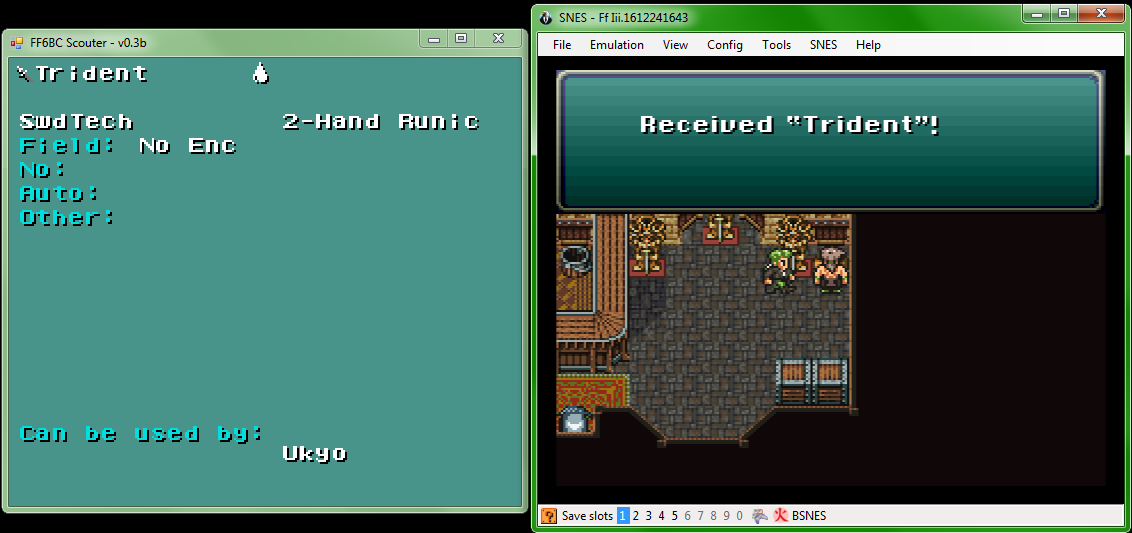 FF6BC Scouter - v0.3b
Trident
SwdTech 2-Hand Runic
Field: No Enc
No:
Auto:
Other:
Can be used by:
Ukyo
SNES - Ff Iii.1612241643
File Emulation View Config Tools SNES Help
Received "Trident"!
Save slots 1 2 3 4 5 6 7 8 9 0 火 BSNES